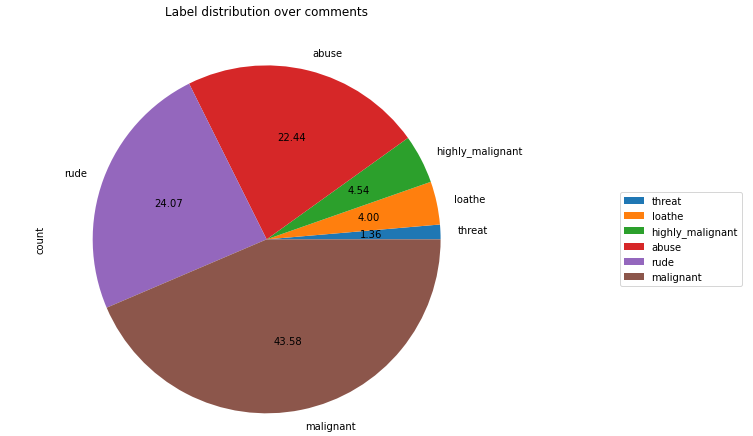 Label distribution over comments
abuse
22.44
highly_malignant
rude
4.54
loathe
24.07
4.00
threat
1.36
count
43.58
malignant
threat
loathe
highly_malignant
abuse
rude
malignant